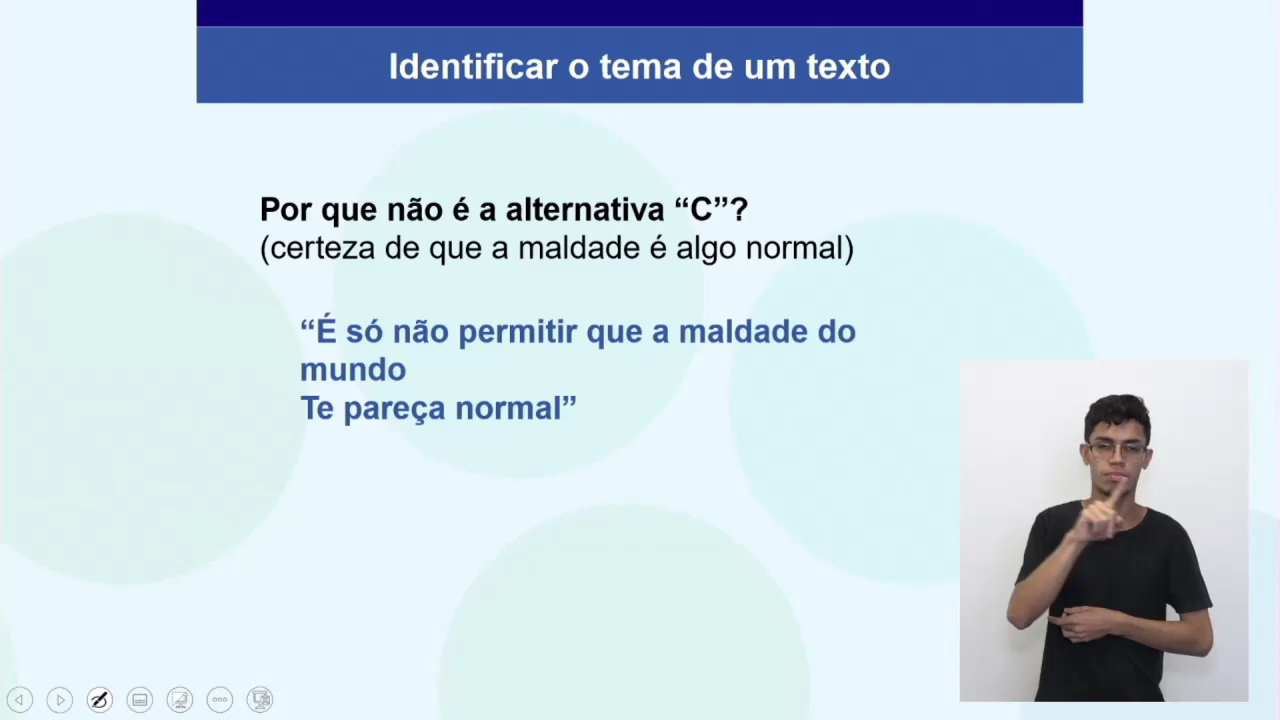 Identificar o tema de um texto
Por que não é a alternativa “C”?
(certeza de que a maldade é algo normal)
“É só não permitir que a maldade do
mundo
Te pareça normal”